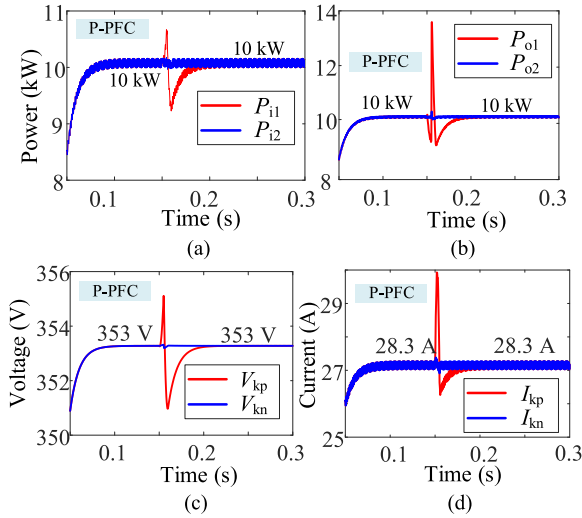 P-PFC
10 kW
10 kW
P_i1
P_i2
Power (kW)
11
10
9
8
0.1
0.2
0.3
Time (s)
(a)
P_o1
P_o2
P-PFC
10 kW
10 kW
14
12
10
8
0.1
0.2
0.3
Time (s)
(b)
P-PFC
353 V
353 V
V_kp
V_kn
Voltage (V)
356
353
350
0.1
0.2
0.3
Time (s)
(c)
P-PFC
28.3 A
28.3 A
I_kp
I_kn
Current (A)
29
27
25
0.1
0.2
0.3
Time (s)
(d)